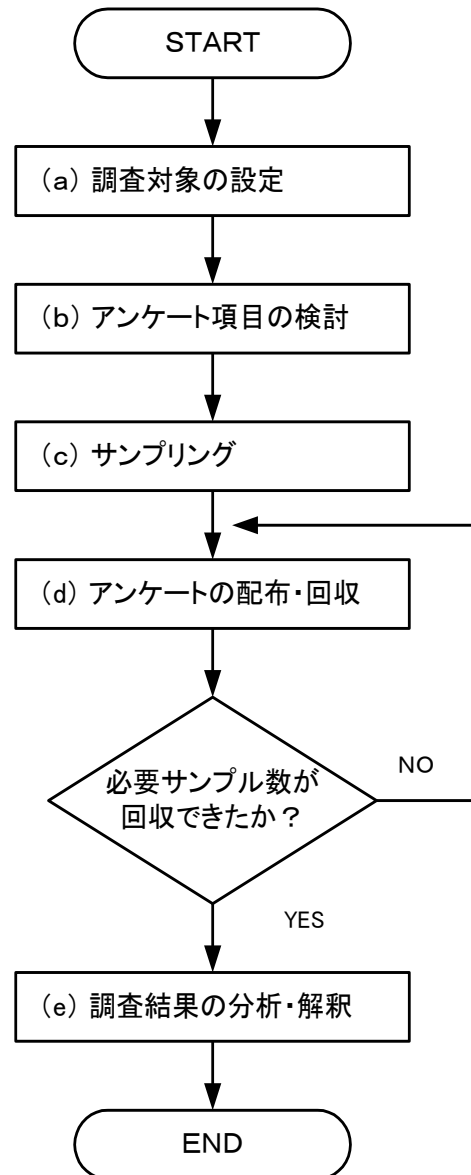 START
(a) 調査対象の設定
(b) アンケート項目の検討
(c) サンプリング
(d) アンケートの配布・回収
必要サンプル数が
回収できたか？
NO
YES
(e) 調査結果の分析・解釈
END